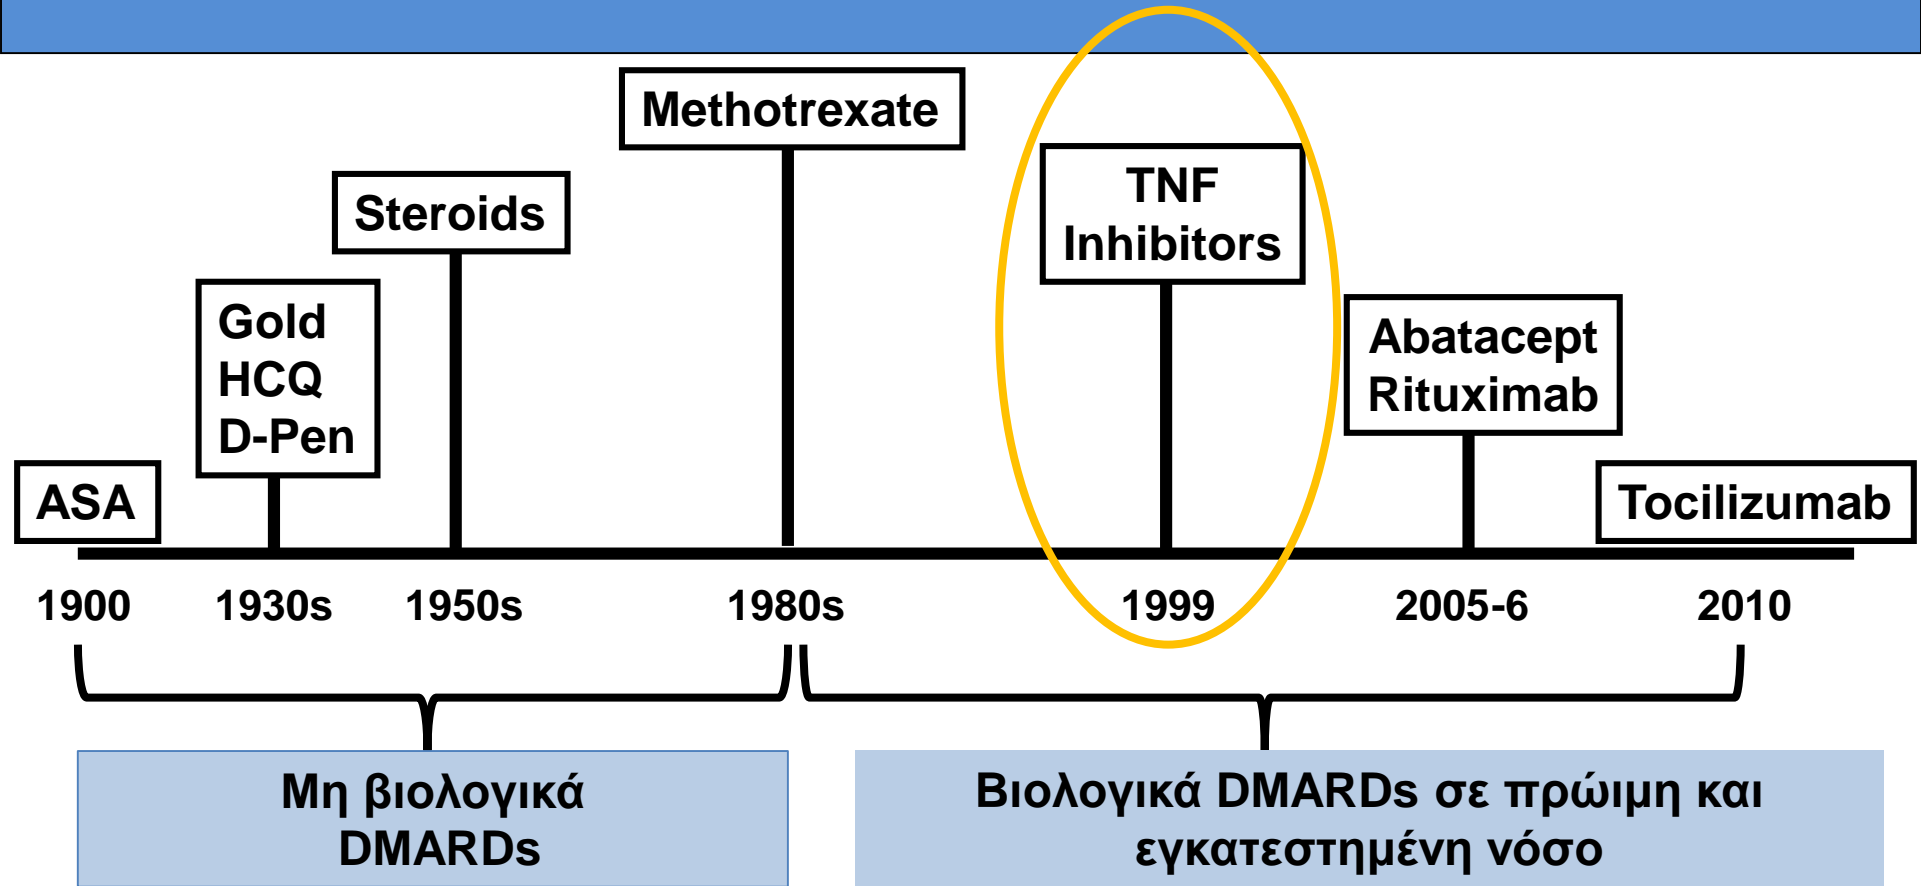 Methotrexate
TNF
Inhibitors
Steroids
Gold
HCQ
D-Pen
Abatacept
Rituximab
ASA
Tocilizumab
1900 1930s 1950s 1980s 1999 2005-6 2010
Μη βιολογικά
DMARDs
Βιολογικά DMARDs σε πρώιμη και
εγκατεστημένη νόσο